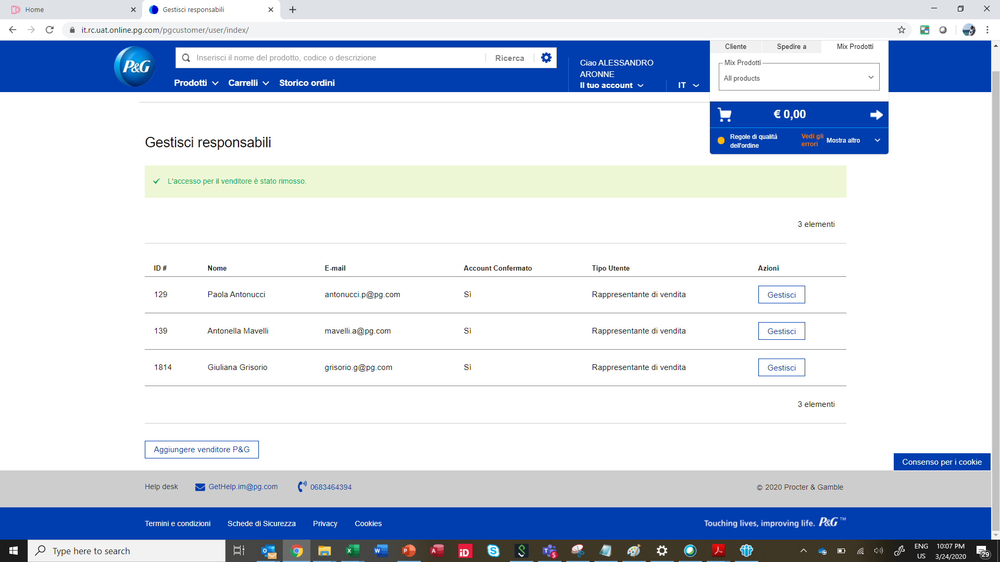 Home
Gestisci responsabili
it.rc.uat.online.pg.com/pgcustomer/user/index/
P&G
Inserisci il nome del prodotto, codice o descrizione
Ricerca
Prodotti
Carrelli
Storico ordini
Ciao ALESSANDRO
ARONNE
Il tuo account
IT
Cliente
Spedire a
Mix Prodotti
Mix Prodotti
All products
€ 0,00
Regole di qualità
dell'ordine
Vedi gli
errori
Mostra altro
Gestisci responsabili
L'accesso per il venditore è stato rimosso.
3 elementi
ID # Nome E-mail Account Confermato Tipo Utente Azioni
129 Paola Antonucci antonucci.p@pg.com Sì Rappresentante di vendita Gestisci
139 Antonella Mavelli mavelli.a@pg.com Sì Rappresentante di vendita Gestisci
1814 Giuliana Grisorio grisorio.g@pg.com Sì Rappresentante di vendita Gestisci
3 elementi
Aggiungere venditore P&G
Consenso per i cookie
Help desk
GetHelp.im@pg.com
0683464394
© 2020 Procter & Gamble
Termini e condizioni
Schede di Sicurezza
Privacy
Cookies
Touching lives, improving life. P&G™
Type here to search
ENG
US
10:07 PM
3/24/2020
29